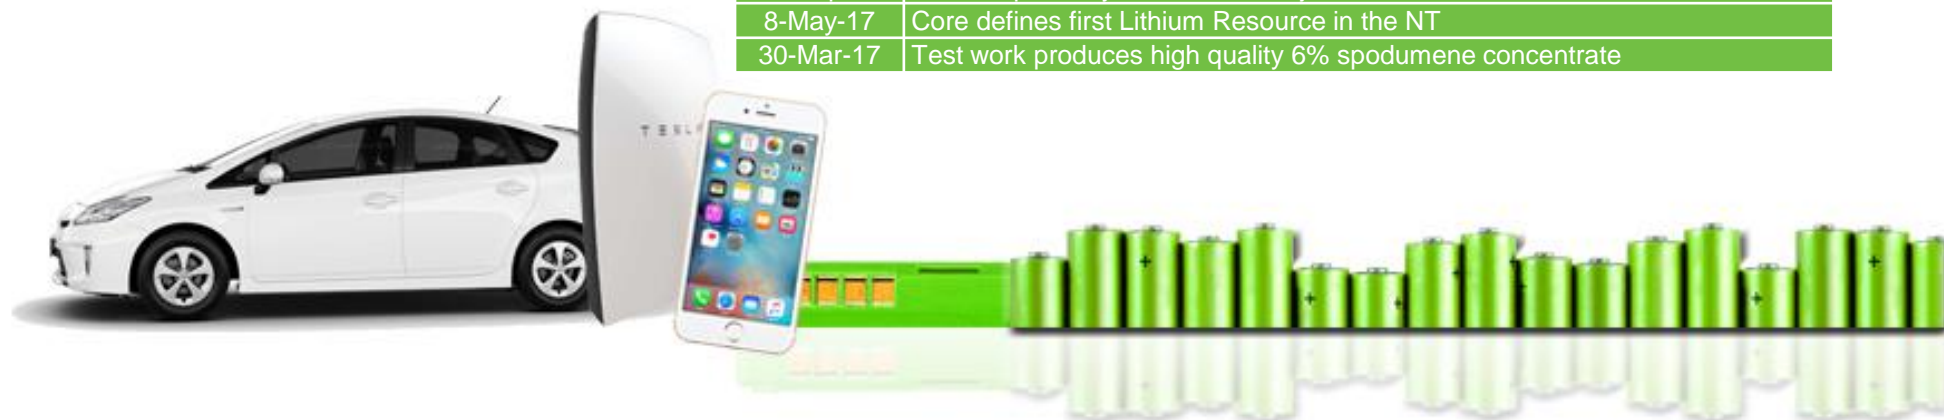 8-May-17 Core defines first Lithium Resource in the NT
30-Mar-17 Test work produces high quality 6% spodumene concentrate
TESL